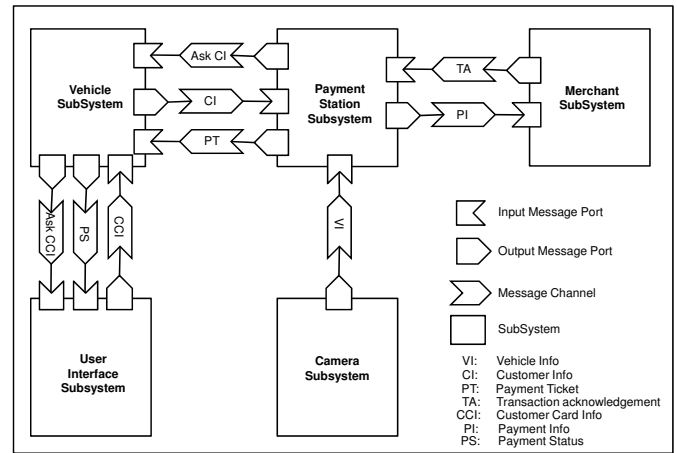 Vehicle
SubSystem
Ask CI
CI
PT
Payment
Station
Subsystem
TA
PI
Merchant
SubSystem
Ask CCI
PS
CCI
VI
User
Interface
Subsystem
Camera
Subsystem
Input Message Port
Output Message Port
Message Channel
SubSystem
VI: Vehicle Info
CI: Customer Info
PT: Payment Ticket
TA: Transaction acknowledgement
CCI: Customer Card Info
PI: Payment Info
PS: Payment Status